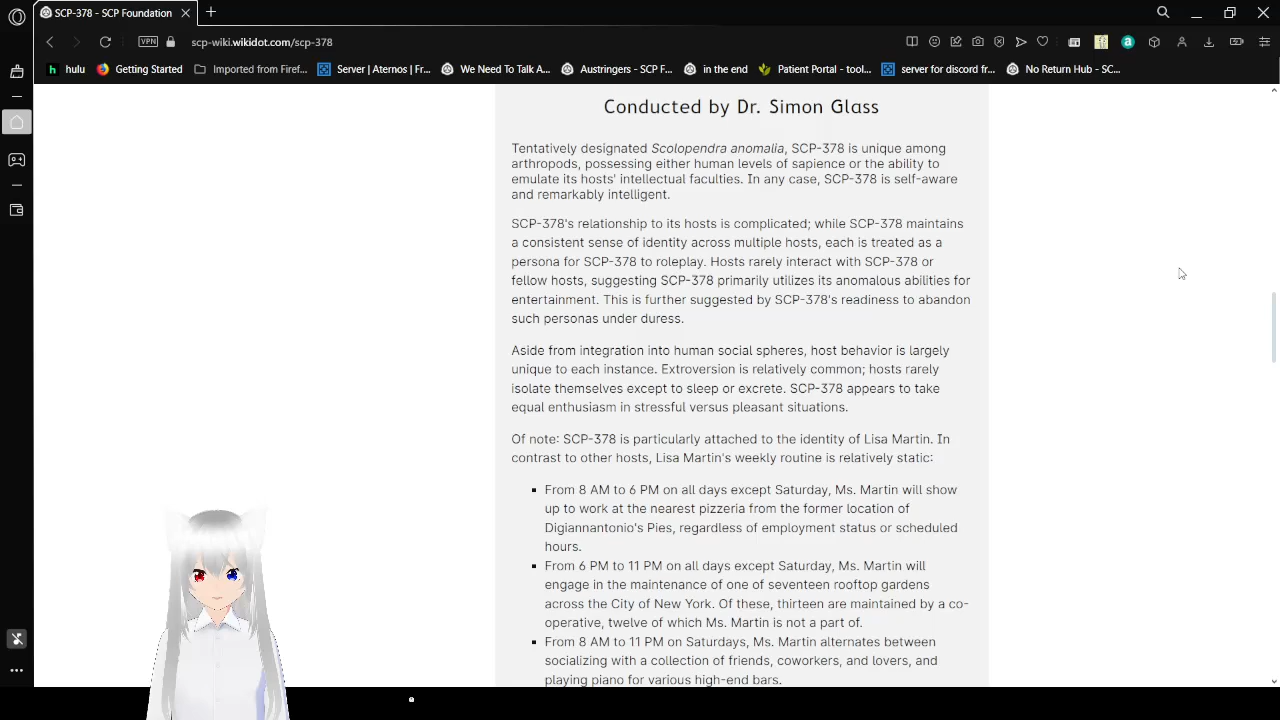 SCP-378 - SCP Foundation
VPN
scp-wiki.wikidot.com/scp-378
hulu
Getting Started
Imported from Firef...
Server | Aternos | Fr...
We Need To Talk A...
Austringers - SCP F...
in the end
Patient Portal - tool...
server for discord fr...
No Return Hub - SC...
Conducted by Dr. Simon Glass
Tentatively designated Scolopendra anomalia, SCP-378 is unique among
arthropods, possessing either human levels of sapience or the ability to
emulate its hosts' intellectual faculties. In any case, SCP-378 is self-aware
and remarkably intelligent.
SCP-378's relationship to its hosts is complicated; while SCP-378 maintains
a consistent sense of identity across multiple hosts, each is treated as a
persona for SCP-378 to roleplay. Hosts rarely interact with SCP-378 or
fellow hosts, suggesting SCP-378 primarily utilizes its anomalous abilities for
entertainment. This is further suggested by SCP-378's readiness to abandon
such personas under duress.
Aside from integration into human social spheres, host behavior is largely
unique to each instance. Extroversion is relatively common; hosts rarely
isolate themselves except to sleep or excrete. SCP-378 appears to take
equal enthusiasm in stressful versus pleasant situations.
Of note: SCP-378 is particularly attached to the identity of Lisa Martin. In
contrast to other hosts, Lisa Martin's weekly routine is relatively static:
From 8 AM to 6 PM on all days except Saturday, Ms. Martin will show
up to work at the nearest pizzeria from the former location of
Digiannantonio's Pies, regardless of employment status or scheduled
hours.
From 6 PM to 11 PM on all days except Saturday, Ms. Martin will
engage in the maintenance of one of seventeen rooftop gardens
across the City of New York. Of these, thirteen are maintained by a co-
operative, twelve of which Ms. Martin is not a part of.
From 8 AM to 11 PM on Saturdays, Ms. Martin alternates between
socializing with a collection of friends, coworkers, and lovers, and
playing piano for various high-end bars.